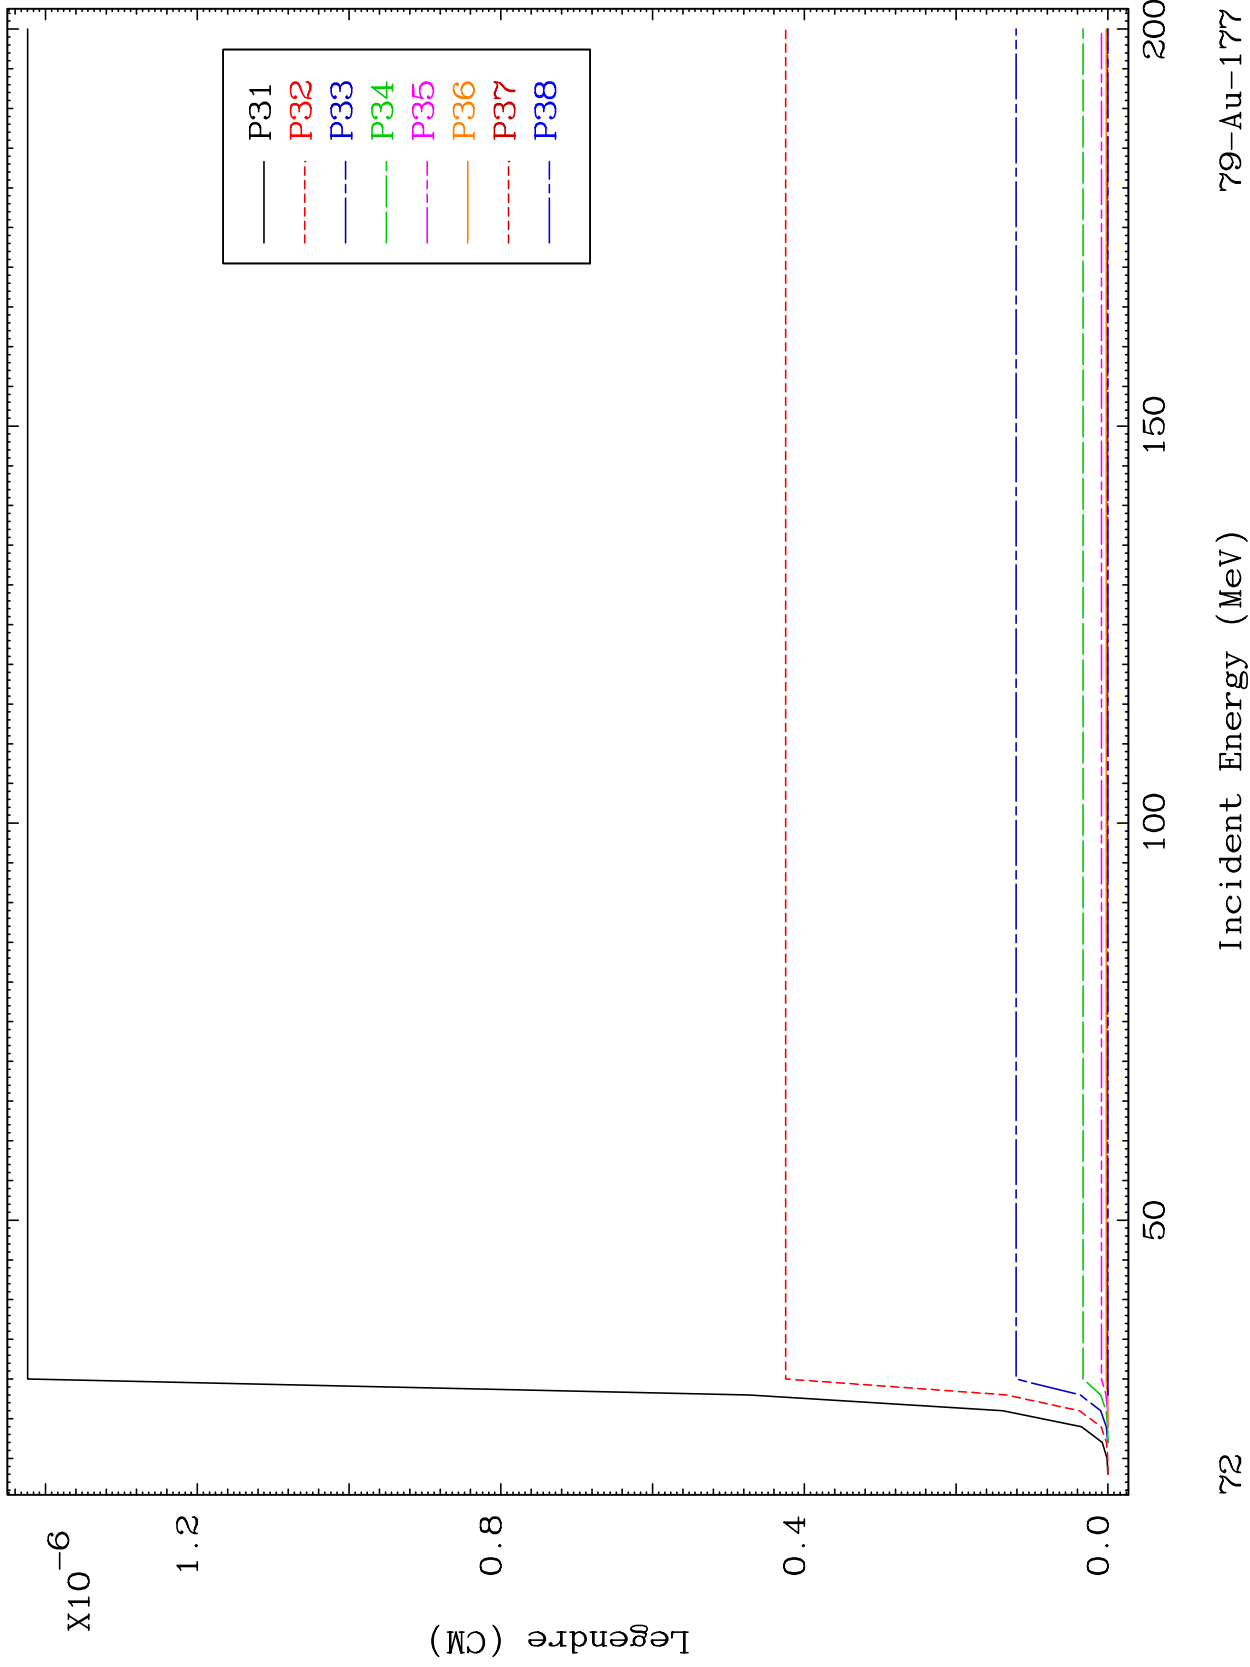 X10-6
1.2
0.8
0.4
0.0
Legendre (CM)
P31
P32
P33
P34
P35
P36
P37
P38
50
100
150
200
72
Incident Energy (MeV)
79-Au-177